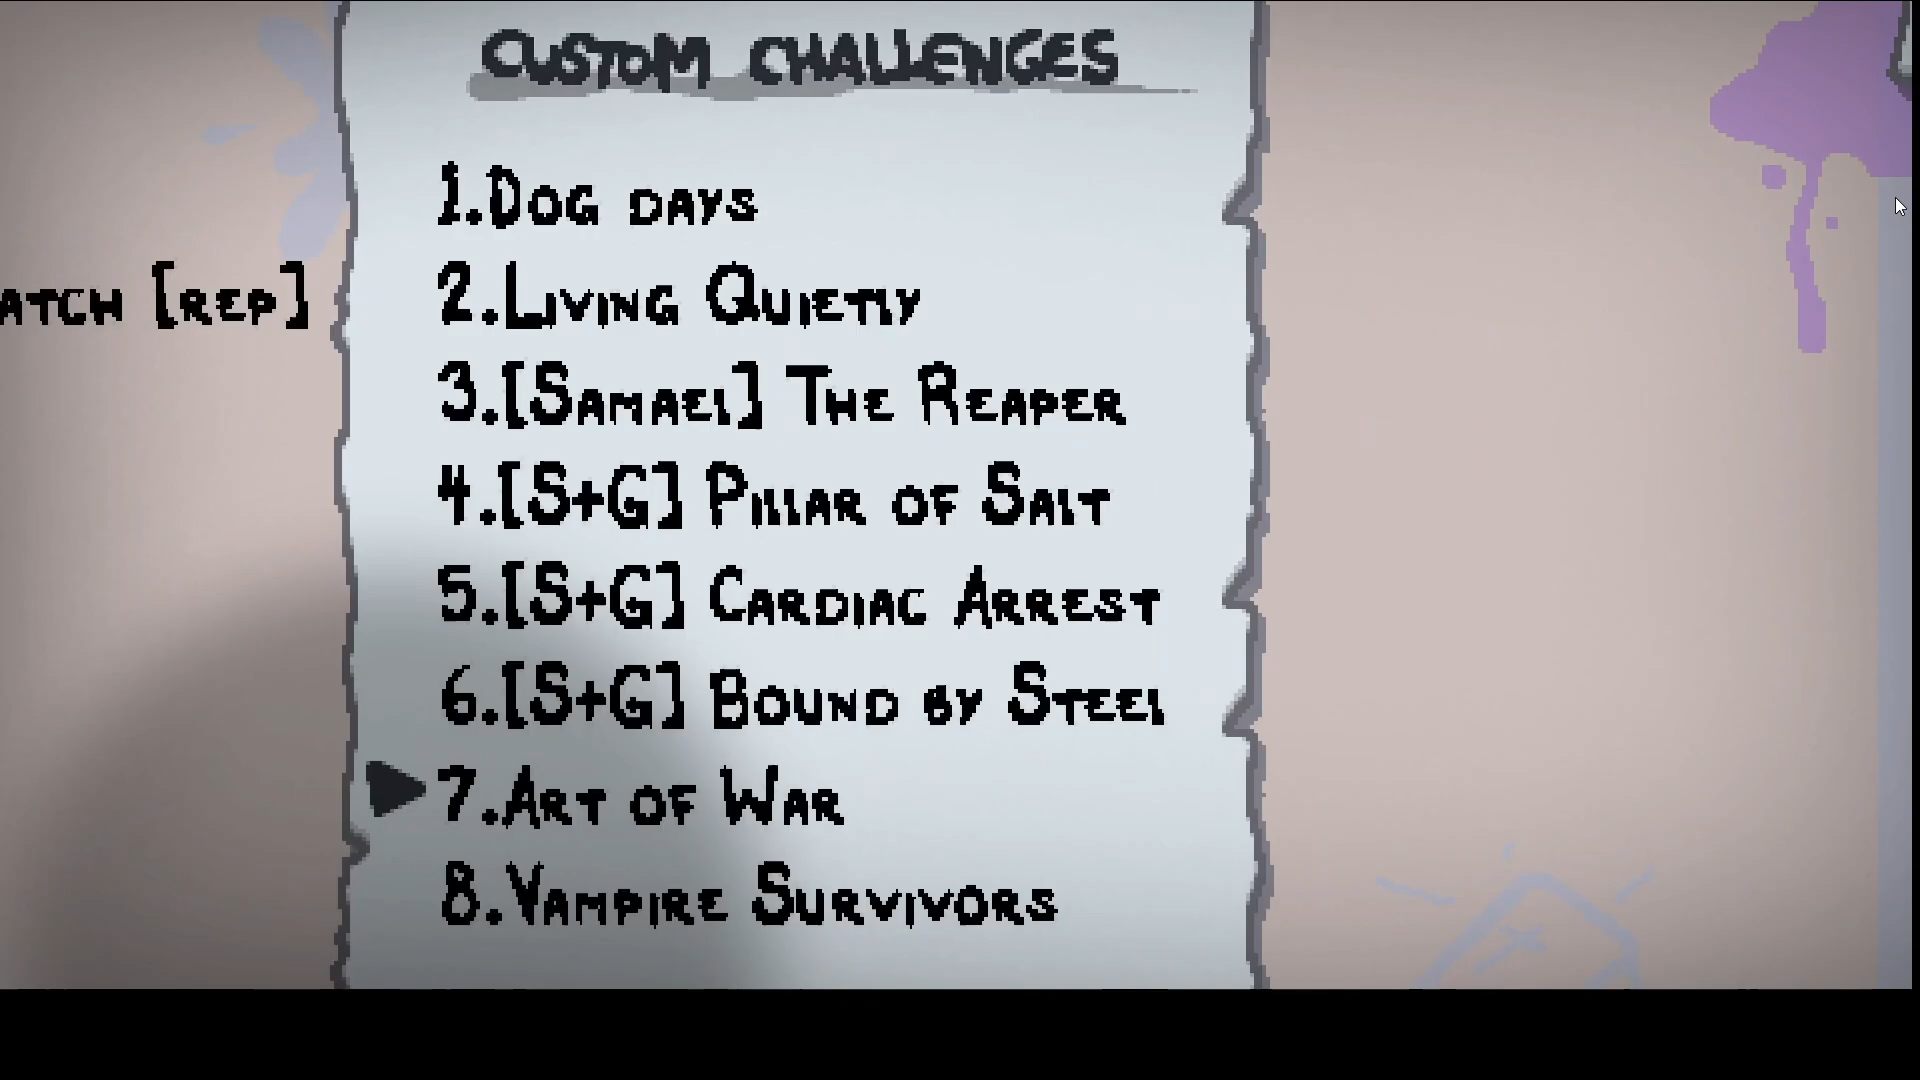 CUSTOM CHALLENGES
1.DOG DAYS
ATCH [REP]
2.LIVING QUIETLY
3.[SAMAEL] THE REAPER
4.[S+G] PILLAR OF SALT
5.[S+G] CARDIAC ARREST
6.[S+G] BOUND BY STEEL
7.ART OF WAR
8.VAMPIRE SURVIVORS